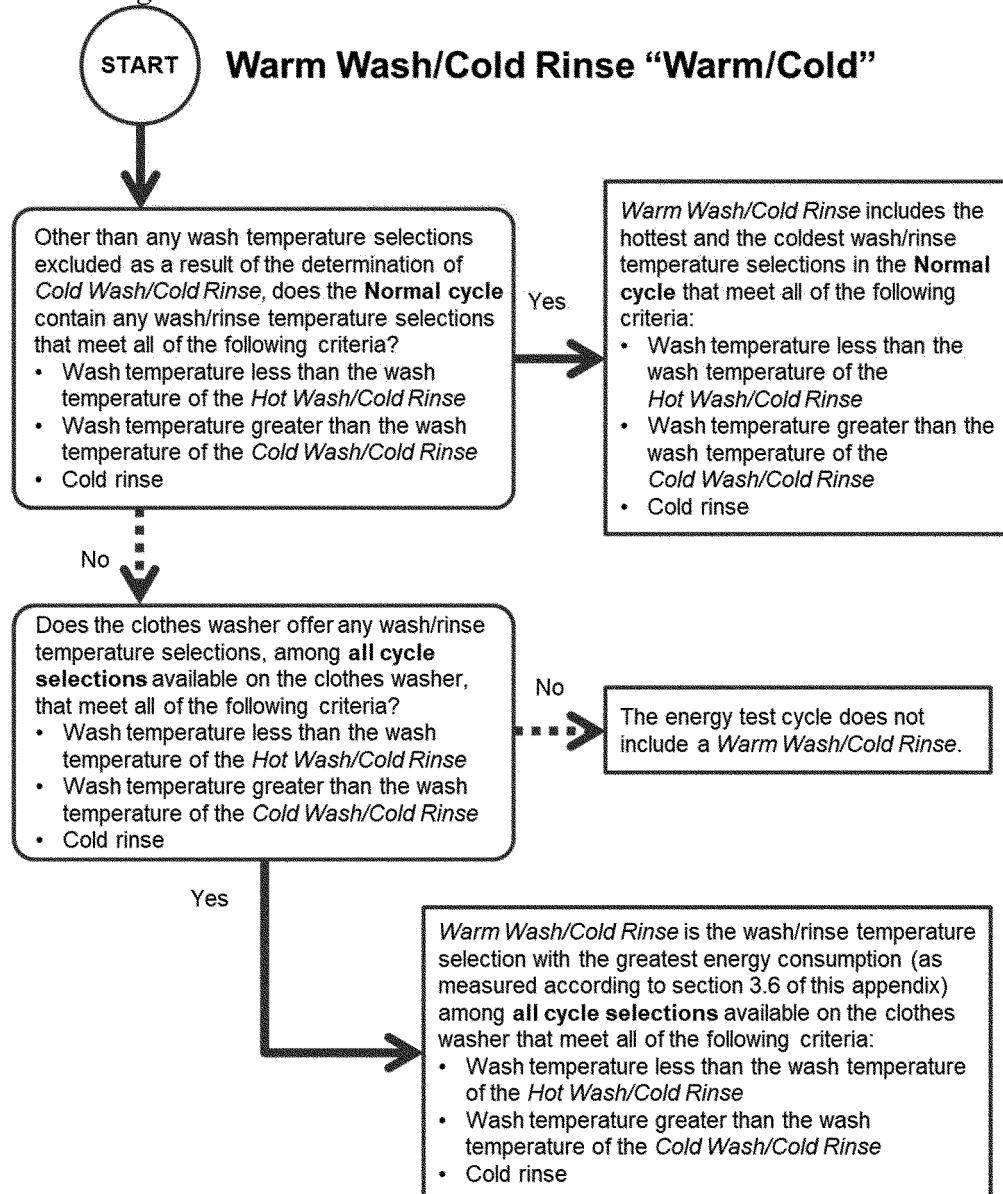 START
Warm Wash/Cold Rinse “Warm/Cold”
Other than any wash temperature selections
excluded as a result of the determination of
Cold Wash/Cold Rinse, does the Normal cycle
contain any wash/rinse temperature selections
that meet all of the following criteria?
• Wash temperature less than the wash
temperature of the Hot Wash/Cold Rinse
• Wash temperature greater than the wash
temperature of the Cold Wash/Cold Rinse
• Cold rinse
Yes
Warm Wash/Cold Rinse includes the
hottest and the coldest wash/rinse
temperature selections in the Normal
cycle that meet all of the following
criteria:
• Wash temperature less than the
wash temperature of the
Hot Wash/Cold Rinse
• Wash temperature greater than the
wash temperature of the
Cold Wash/Cold Rinse
• Cold rinse
No
Does the clothes washer offer any wash/rinse
temperature selections, among all cycle
selections available on the clothes washer,
that meet all of the following criteria?
• Wash temperature less than the wash
temperature of the Hot Wash/Cold Rinse
• Wash temperature greater than the wash
temperature of the Cold Wash/Cold Rinse
• Cold rinse
No
The energy test cycle does not
include a Warm Wash/Cold Rinse.
Yes
Warm Wash/Cold Rinse is the wash/rinse temperature
selection with the greatest energy consumption (as
measured according to section 3.6 of this appendix)
among all cycle selections available on the clothes
washer that meet all of the following criteria:
• Wash temperature less than the wash temperature
of the Hot Wash/Cold Rinse
• Wash temperature greater than the wash
temperature of the Cold Wash/Cold Rinse
• Cold rinse